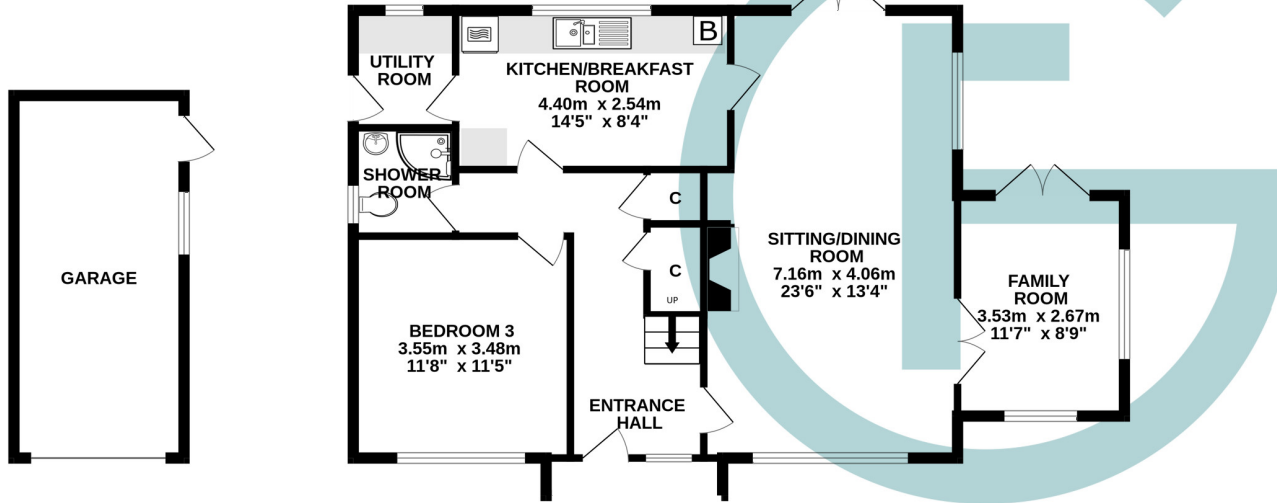 B
UTILITY
ROOM
KITCHEN/BREAKFAST
ROOM
4.40m x 2.54m
14'5" x 8'4"
SHOWER
ROOM
C
GARAGE
SITTING/DINING
ROOM
7.16m x 4.06m
23'6" x 13'4"
C
UP
FAMILY
ROOM
3.53m x 2.67m
11'7" x 8'9"
BEDROOM 3
3.55m x 3.48m
11'8" x 11'5"
ENTRANCE
HALL